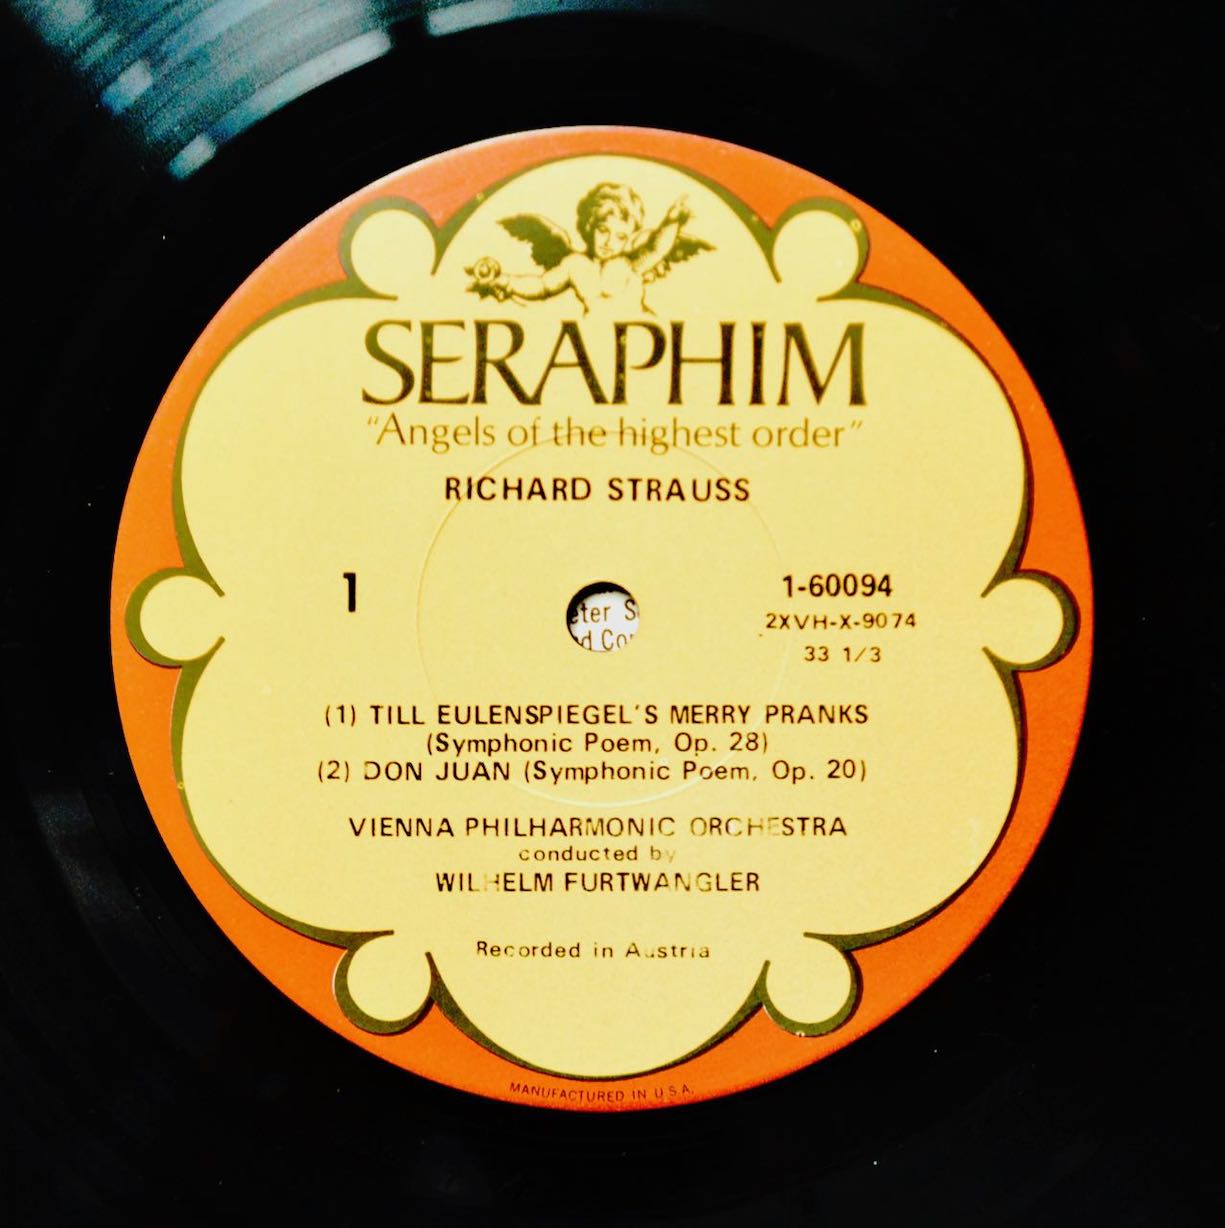 SERAPHIM
"Angels of the highest order"
RICHARD STRAUSS
1
1-60094
2XVH-X-9074
33 1/3
(1) TILL EULENSPIEGEL'S MERRY PRANKS
(Symphonic Poem, Op. 28)
(2) DON JUAN (Symphonic Poem, Op. 20)
VIENNA PHILHARMONIC ORCHESTRA
conducted by
WILHELM FURTWANGLER
Recorded in Austria
MANUFACTURED IN U.S.A.